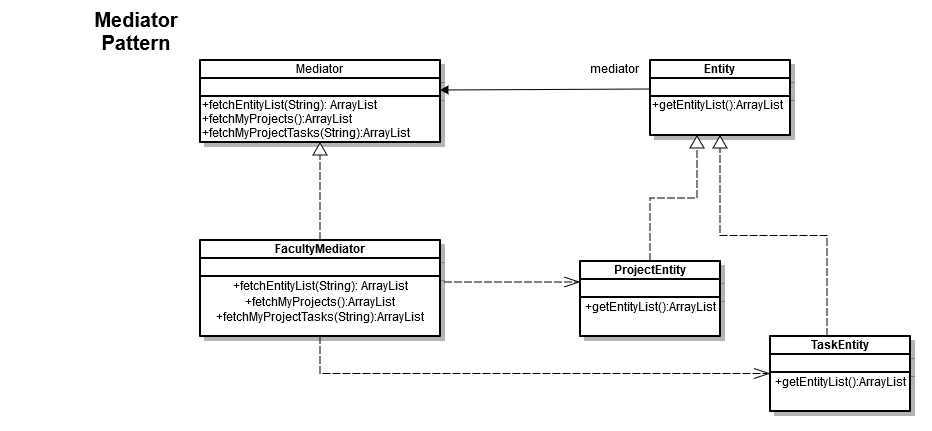 Mediator
Pattern
Mediator
+fetchEntityList(String): ArrayList
+fetchMyProjects():ArrayList
+fetchMyProjectTasks(String):ArrayList
mediator
Entity
+getEntityList():ArrayList
FacultyMediator
+fetchEntityList(String): ArrayList
+fetchMyProjects():ArrayList
+fetchMyProjectTasks(String):ArrayList
ProjectEntity
+getEntityList():ArrayList
TaskEntity
+getEntityList():ArrayList